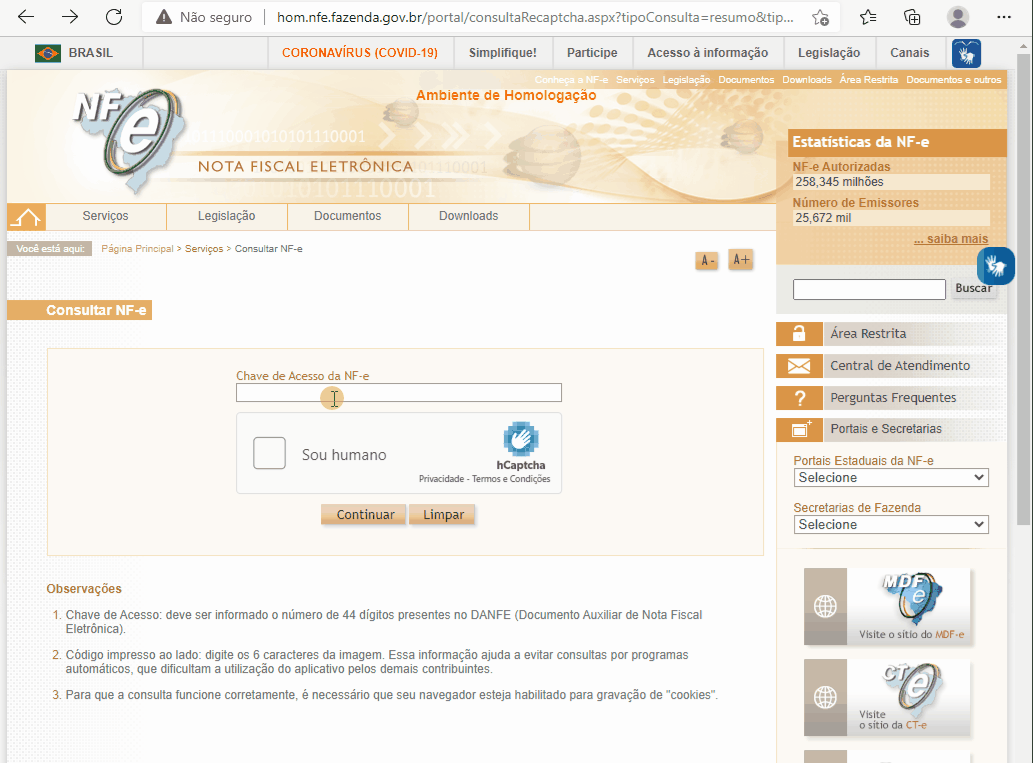 Não seguro
hom.nfe.fazenda.gov.br/portal/consultaRecaptcha.aspx?tipoConsulta=resumo&tip...
BRASIL
CORONAVÍRUS (COVID-19)
Simplifique!
Participe
Acesso à informação
Legislação
Canais
Conheça a NF-e Serviços Legislação Documentos Downloads Área Restrita Documentos e outros
Ambiente de Homologação
NFe
NOTA FISCAL ELETRÔNICA
Estatísticas da NF-e
NF-e Autorizadas
258,345 milhões
Número de Emissores
25,672 mil
... saiba mais
Serviços
Legislação
Documentos
Downloads
Você está aqui:
Página Principal > Serviços > Consultar NF-e
A -
A+
Buscar
Consultar NF-e
Chave de Acesso da NF-e
Sou humano
hCaptcha
Privacidade - Termos e Condições
Continuar
Limpar
Área Restrita
Central de Atendimento
Perguntas Frequentes
Portais e Secretarias
Portais Estaduais da NF-e
Selecione
Secretarias de Fazenda
Selecione
MDFe
Visite o sítio do MDF-e
CTe
Visite
o sítio da CT-e
Observações
1. Chave de Acesso: deve ser informado o número de 44 dígitos presentes no DANFE (Documento Auxiliar de Nota Fiscal
Eletrônica).
2. Código impresso ao lado: digite os 6 caracteres da imagem. Essa informação ajuda a evitar consultas por programas
automáticos, que dificultam a utilização do aplicativo pelos demais contribuintes.
3. Para que a consulta funcione corretamente, é necessário que seu navegador esteja habilitado para gravação de "cookies".